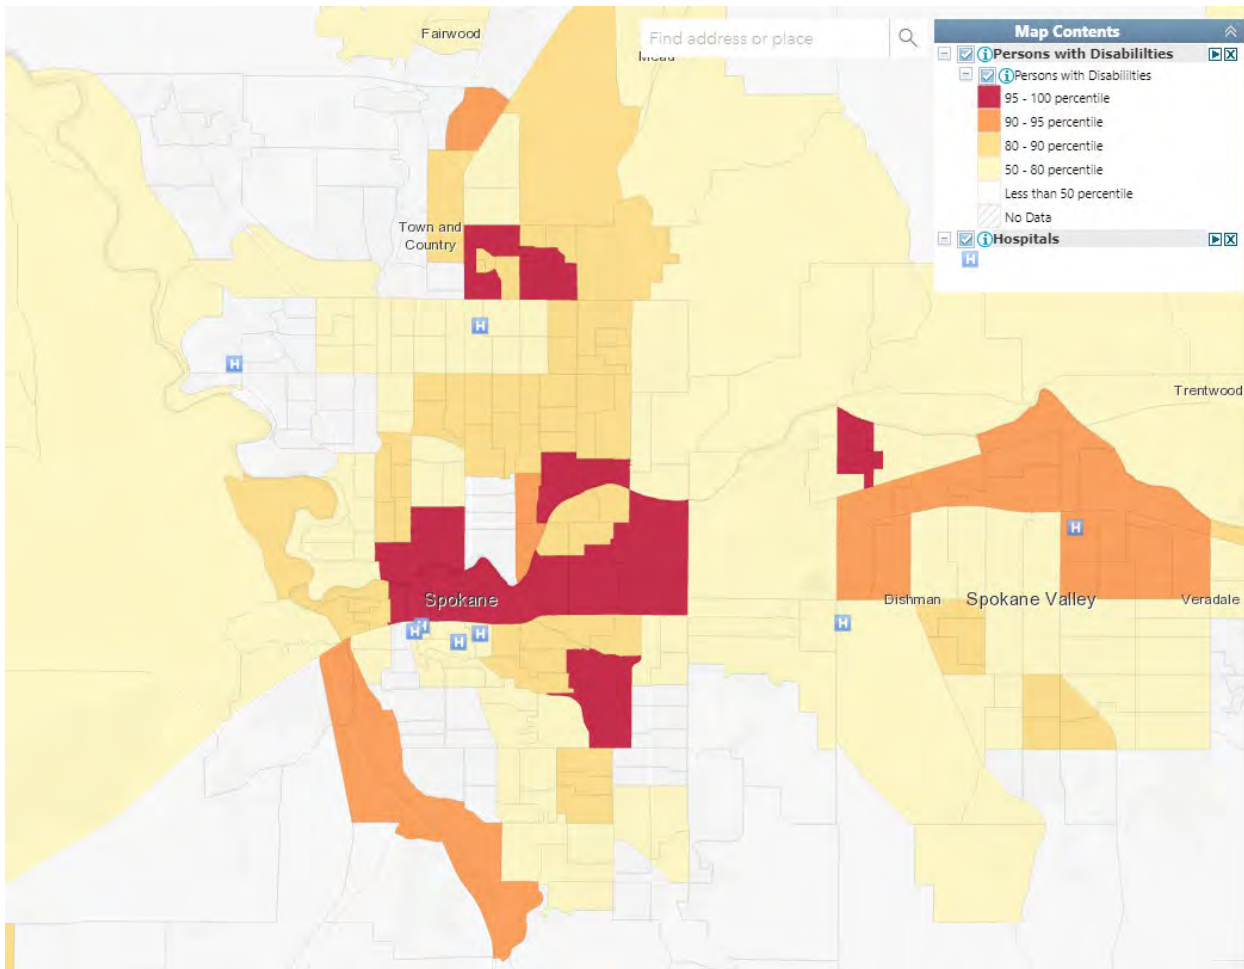 Fairwood
Find address or place
Mead
Map Contents
Persons with Disabililties
Persons with Disabililties
95 - 100 percentile
90 - 95 percentile
80 - 90 percentile
50 - 80 percentile
Less than 50 percentile
No Data
Hospitals
H
Town and
Country
H
H
Trentwood
H
Spokane
Dishman
Spokane Valley
Veradale
H
H
H
H
H